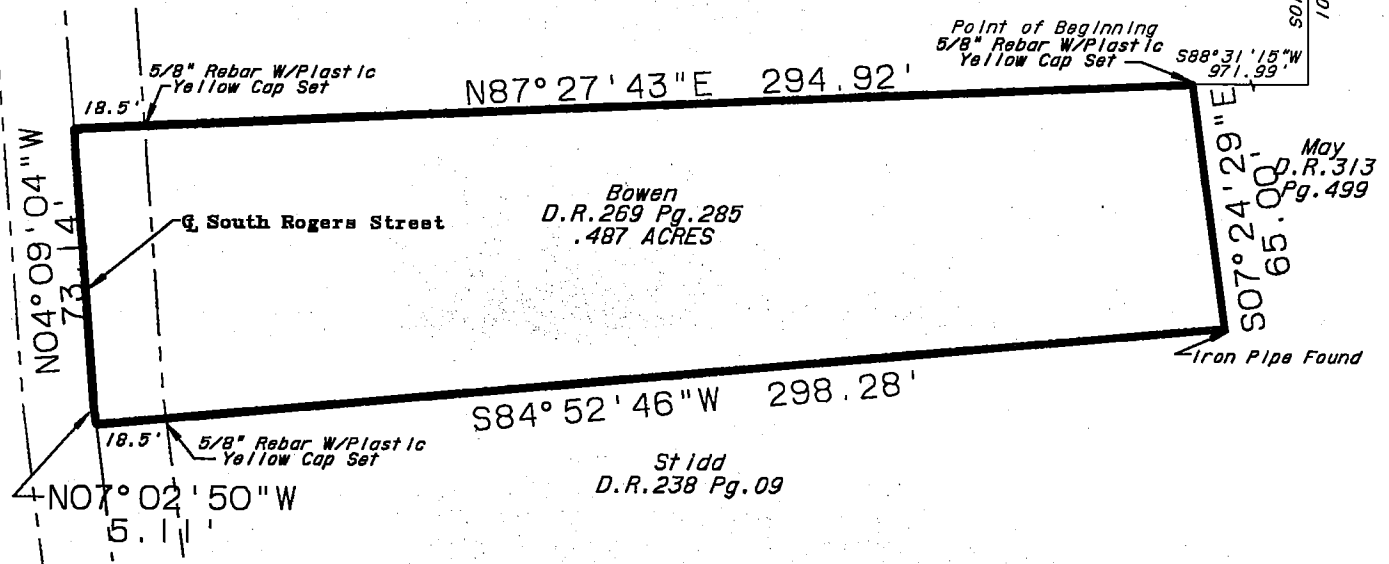 Point of Beginning
5/8" Rebar W/Plastic
Yellow Cap Set
S88°31'15"W
971.99'
5/8" Rebar W/Plastic
Yellow Cap Set
18.5'
N87°27'43"E 294.92'
N04°09'04"W
73.14'
℄ South Rogers Street
Bowen
D.R.269 Pg.285
.487 ACRES
S07°24'29"E
65.00'
May
D.R.313
Pg.499
Iron Pipe Found
S84°52'46"W 298.28'
18.5'
5/8" Rebar W/Plastic
Yellow Cap Set
N07°02'50"W
5.11'
Stidd
D.R.238 Pg.09